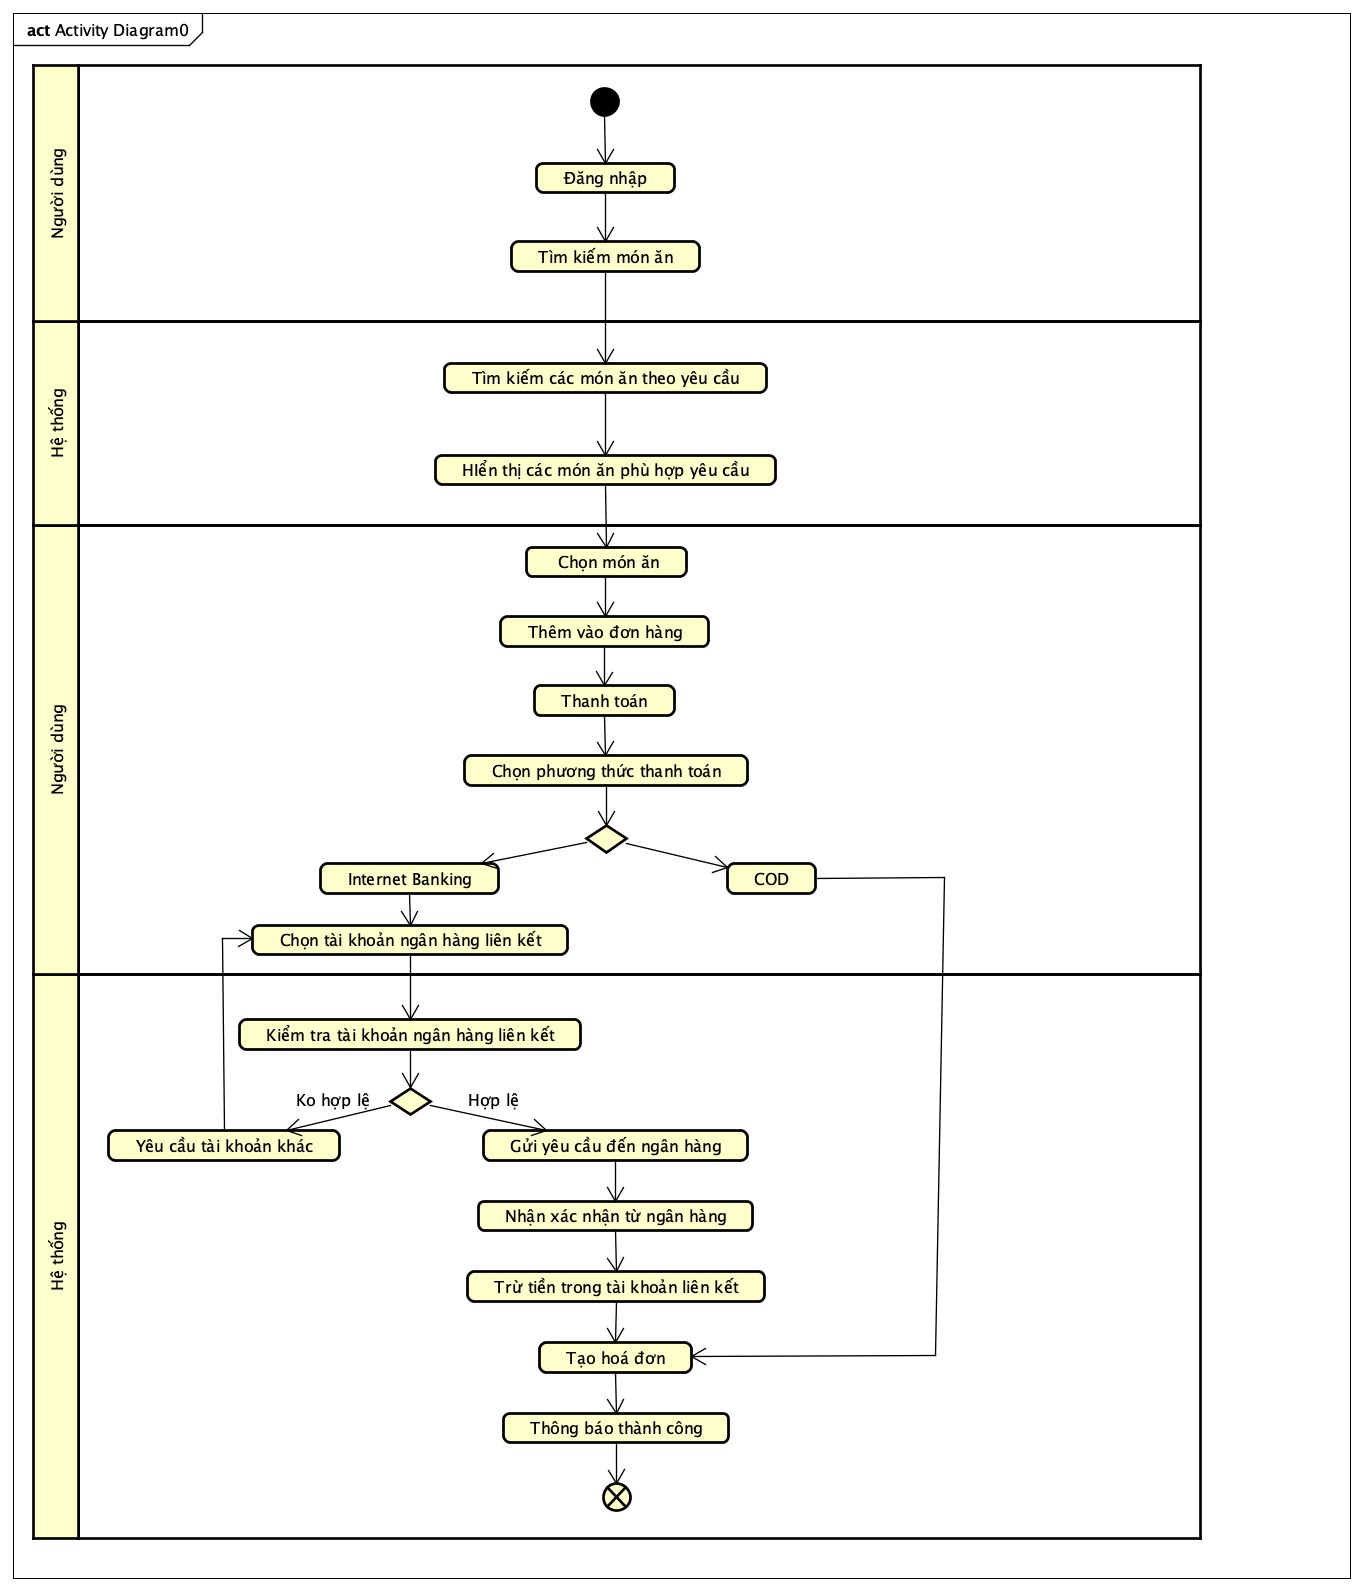 act Activity Diagram0
Người dùng
Đăng nhập
Tìm kiếm món ăn
Hệ thống
Tìm kiếm các món ăn theo yêu cầu
HIển thị các món ăn phù hợp yêu cầu
Người dùng
Chọn món ăn
Thêm vào đơn hàng
Thanh toán
Chọn phương thức thanh toán
Internet Banking
COD
Chọn tài khoản ngân hàng liên kết
Hệ thống
Kiểm tra tài khoản ngân hàng liên kết
Ko hợp lệ
Hợp lệ
Yêu cầu tài khoản khác
Gửi yêu cầu đến ngân hàng
Nhận xác nhận từ ngân hàng
Trừ tiền trong tài khoản liên kết
Tạo hoá đơn
Thông báo thành công